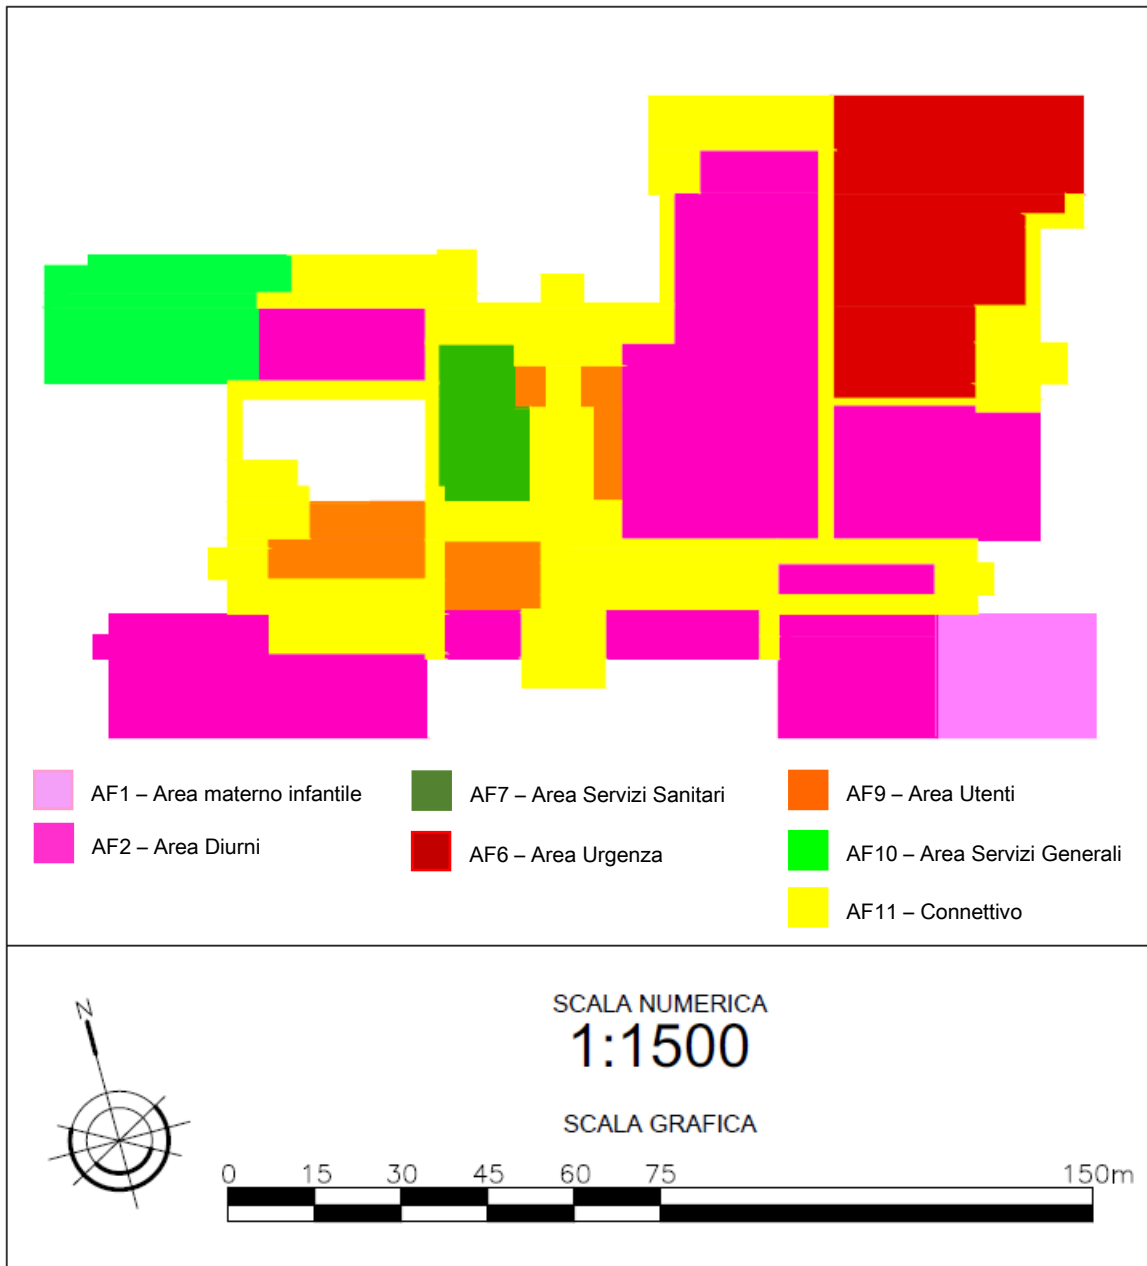 AF1 – Area materno infantile
AF2 – Area Diurni
AF7 – Area Servizi Sanitari
AF6 – Area Urgenza
AF9 – Area Utenti
AF10 – Area Servizi Generali
AF11 – Connettivo
N
SCALA NUMERICA
1:1500
SCALA GRAFICA
0 15 30 45 60 75 150m